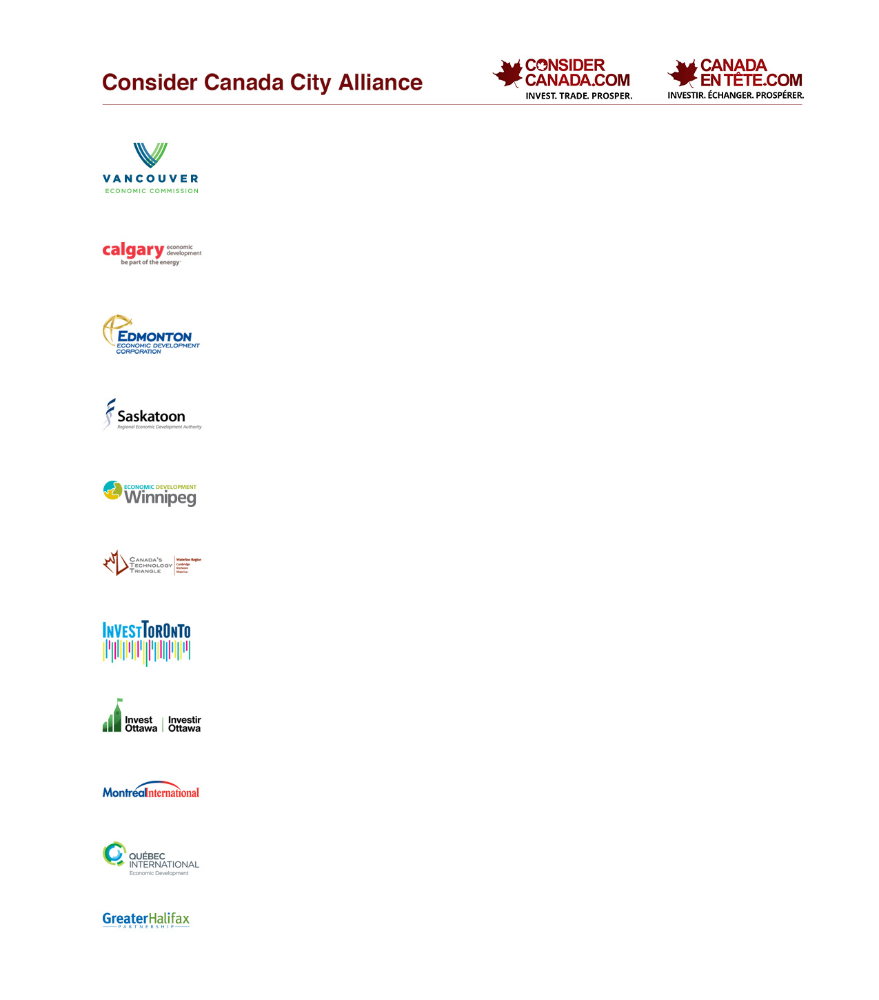 Consider Canada City Alliance
CONSIDER
CANADA.COM
INVEST. TRADE. PROSPER.
CANADA
EN TÊTE.COM
INVESTIR. ÉCHANGER. PROSPÉRER.
VANCOUVER
ECONOMIC COMMISSION
calgary economic
development
be part of the energy™
EDMONTON
ECONOMIC DEVELOPMENT
CORPORATION
Saskatoon
Regional Economic Development Authority
ECONOMIC DEVELOPMENT
Winnipeg
CANADA'S
TECHNOLOGY
TRIANGLE
Waterloo Region
Cambridge
Kitchener
Waterloo
INVESTTORONTO
Invest
Ottawa
Investir
Ottawa
Montréal International
QUÉBEC
INTERNATIONAL
Economic Development
GreaterHalifax
PARTNERSHIP